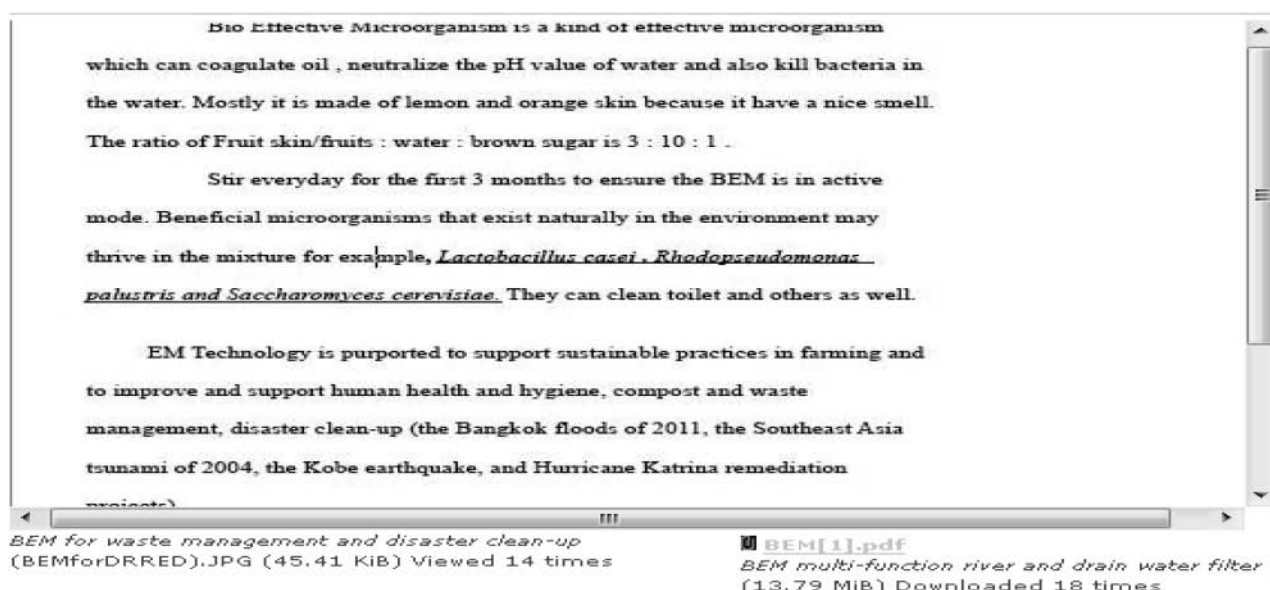 Bio Effective Microorganism is a kind of effective microorganism
which can coagulate oil , neutralize the pH value of water and also kill bacteria in
the water. Mostly it is made of lemon and orange skin because it have a nice smell.
The ratio of Fruit skin/fruits : water : brown sugar is 3 : 10 : 1 .
Stir everyday for the first 3 months to ensure the BEM is in active
mode. Beneficial microorganisms that exist naturally in the environment may
thrive in the mixture for example, Lactobacillus casei , Rhodopseudomonas
palustris and Saccharomyces cerevisiae. They can clean toilet and others as well.
EM Technology is purported to support sustainable practices in farming and
to improve and support human health and hygiene, compost and waste
management, disaster clean-up (the Bangkok floods of 2011, the Southeast Asia
tsunami of 2004, the Kobe earthquake, and Hurricane Katrina remediation
projects)
BEM for waste management and disaster clean-up
(BEMforDRRED).JPG (45.41 KiB) Viewed 14 times
BEM[1].pdf
BEM multi-function river and drain water filter
(13.79 MiB) Downloaded 18 times